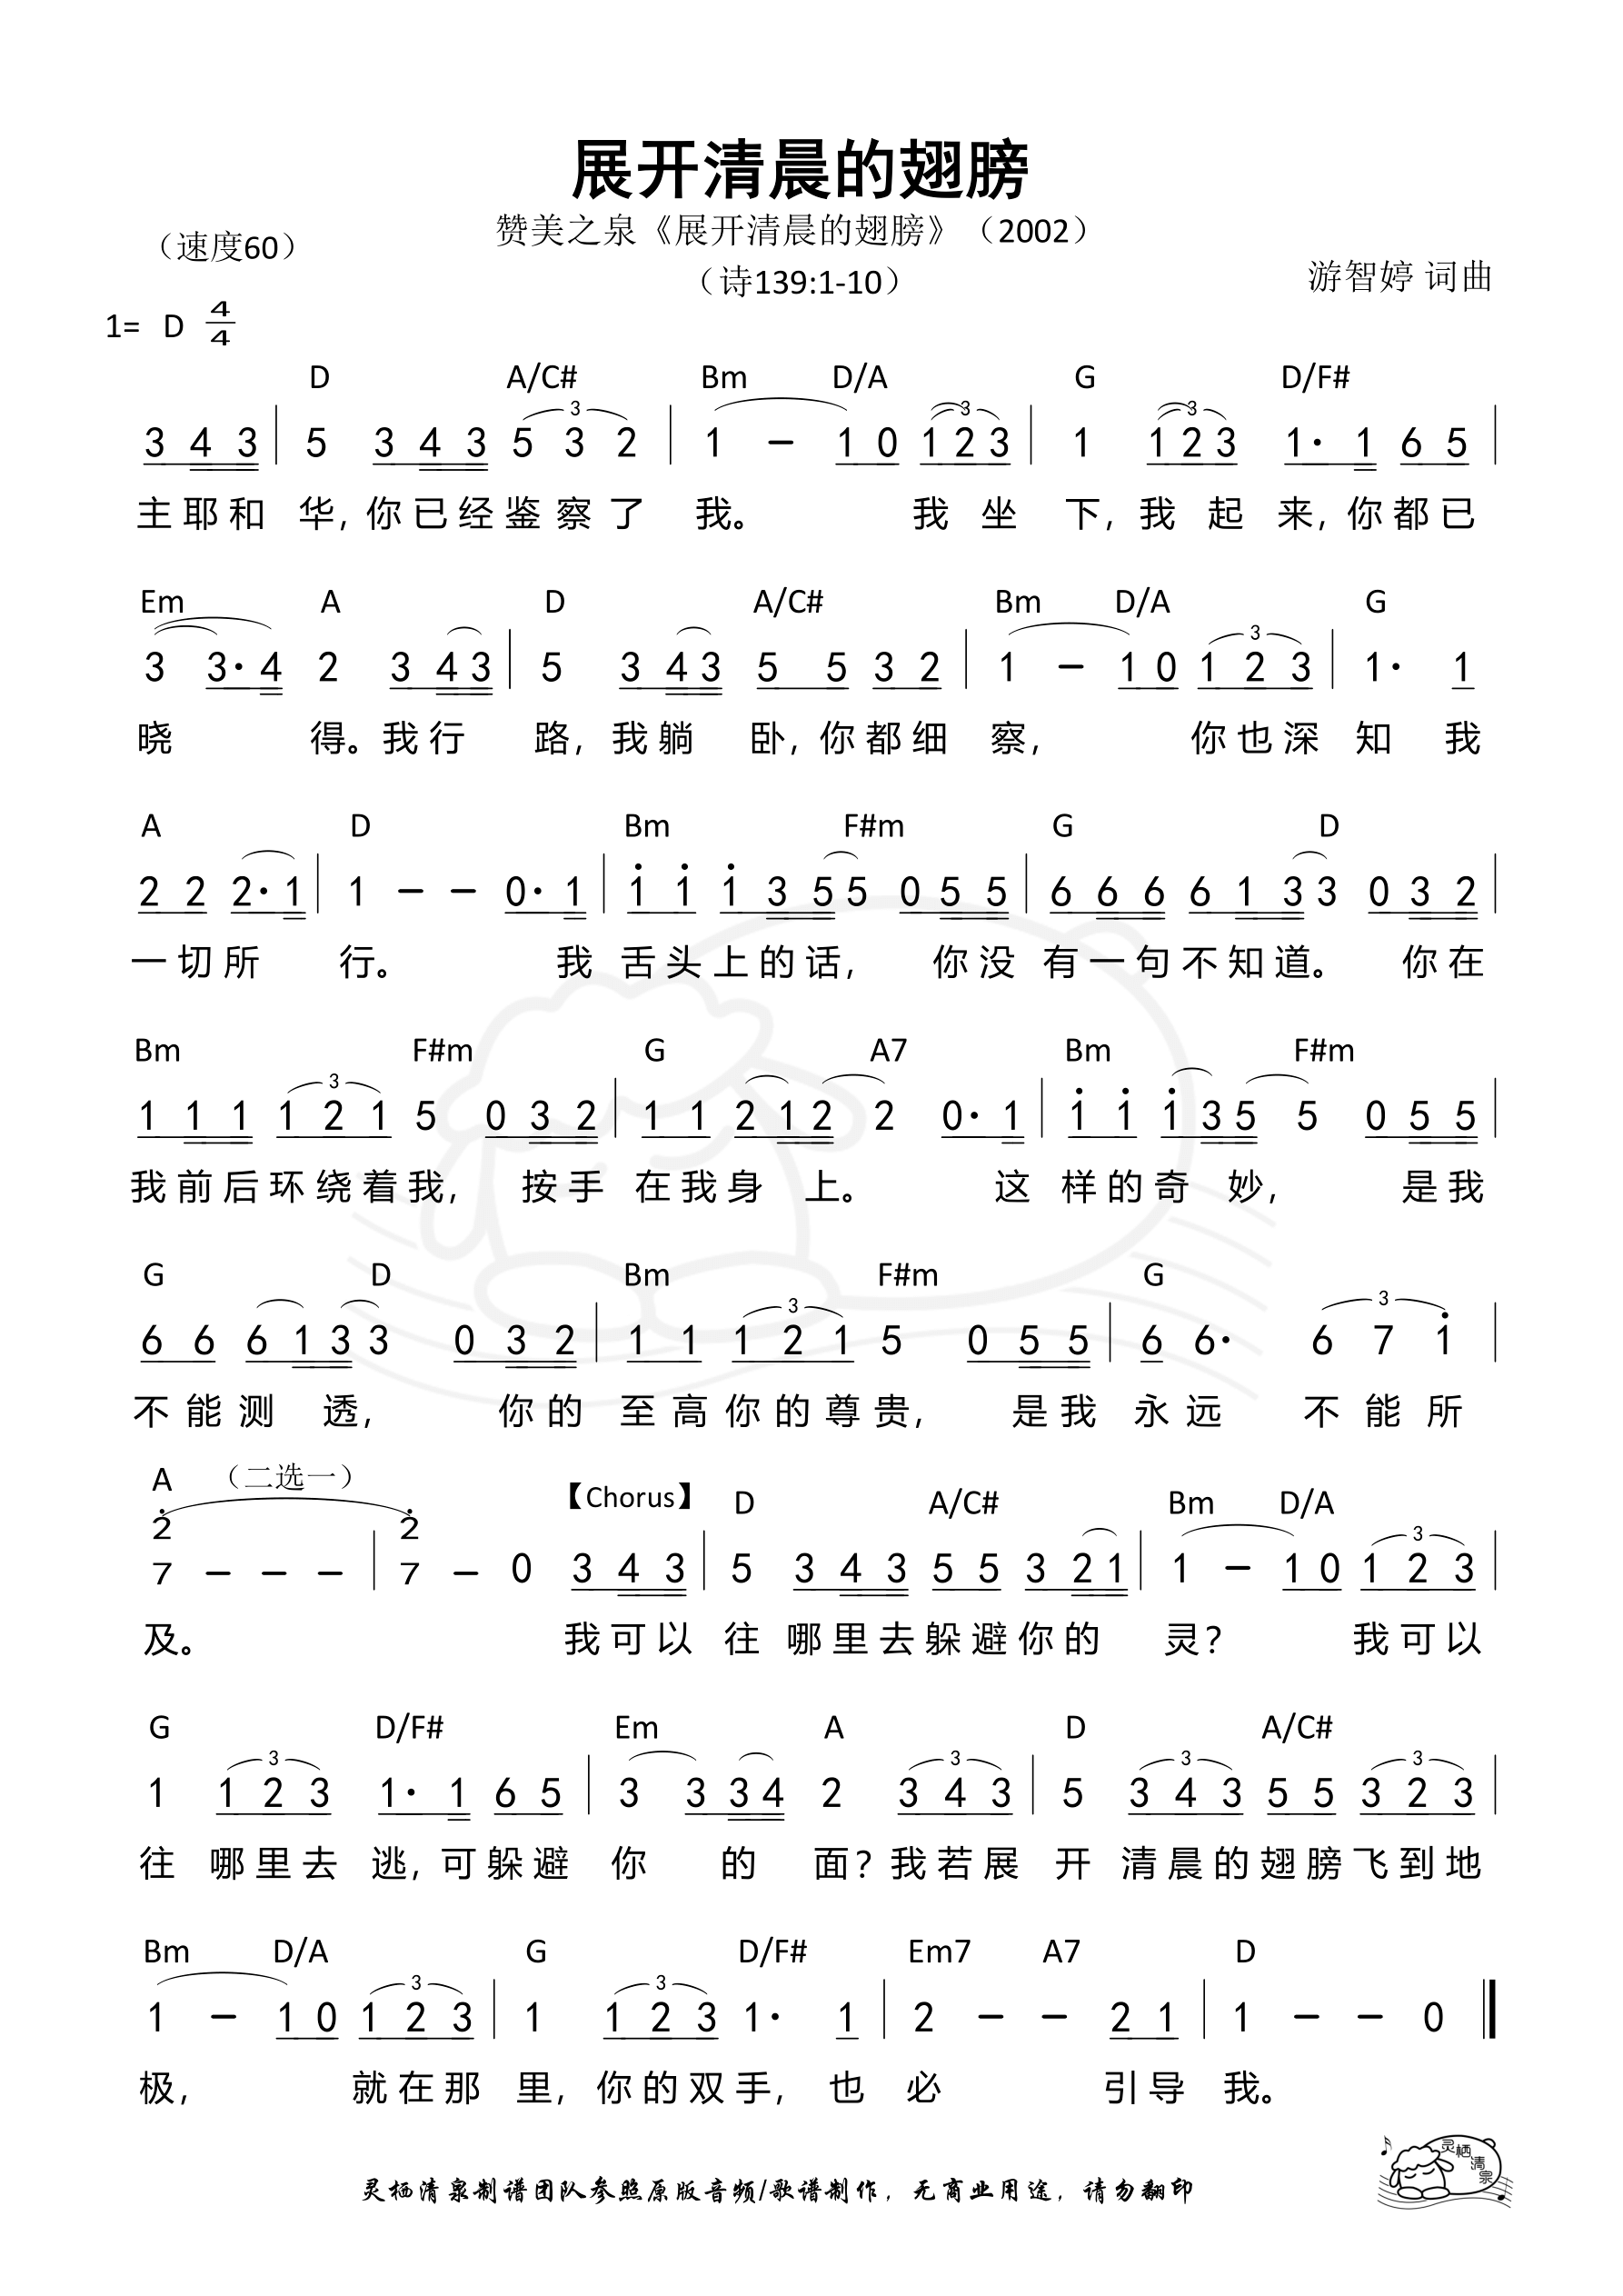 展开清晨的翅膀
赞美之泉《展开清晨的翅膀》（2002）
（速度60）
（诗139:1-10）
游智婷 词曲
1= D 4/4
D A/C# Bm D/A G D/F#
3 4 3 | 5 3 4 3 5 3 2 | 1 – 1 0 1 2 3 | 1 1 2 3 1· 1 6 5 |
主耶和 华，你已经鉴察了 我。 我坐 下，我起 来，你都已
Em A D A/C# Bm D/A G
3 3· 4 2 3 4 3 | 5 3 4 3 5 5 3 2 | 1 – 1 0 1 2 3 | 1· 1
晓 得。我行 路，我躺 卧，你都细 察， 你也深 知 我
A D Bm F#m G D
2 2 2· 1 | 1 – – 0· 1 | i i i 3 5 5 0 5 5 | 6 6 6 6 1 3 3 0 3 2 |
一切所 行。 我 舌头上的话， 你没 有一句不知道。 你在
Bm F#m G A7 Bm F#m
1 1 1 1 2 1 5 0 3 2 | 1 1 2 1 2 2 0· 1 | i i i 3 5 5 0 5 5 |
我前后环绕着我， 按手 在我身 上。 这 样的奇 妙， 是我
G D Bm F#m G
6 6 6 1 3 3 0 3 2 | 1 1 1 2 1 5 0 5 5 | 6 6· 6 7 i |
不能测 透， 你的 至高你的尊贵， 是我 永远 不能所
A （二选一） 【Chorus】 D A/C# Bm D/A
2 2
7 – – – | 7 – 0 3 4 3 | 5 3 4 3 5 5 3 2 1 | 1 – 1 0 1 2 3 |
及。 我可以 往 哪里去躲避你的 灵？ 我可以
G D/F# Em A D A/C#
1 1 2 3 1· 1 6 5 | 3 3 3 4 2 3 4 3 | 5 3 4 3 5 5 3 2 3 |
往 哪里去 逃，可躲避 你 的 面？我若展 开 清晨的翅膀飞到地
Bm D/A G D/F# Em7 A7 D
1 – 1 0 1 2 3 | 1 1 2 3 1· 1 | 2 – – 2 1 | 1 – – 0
极， 就在那 里，你的双手，也 必 引导 我。
灵栖清泉制谱团队参照原版音频/歌谱制作，无商业用途，请勿翻印
灵栖清泉